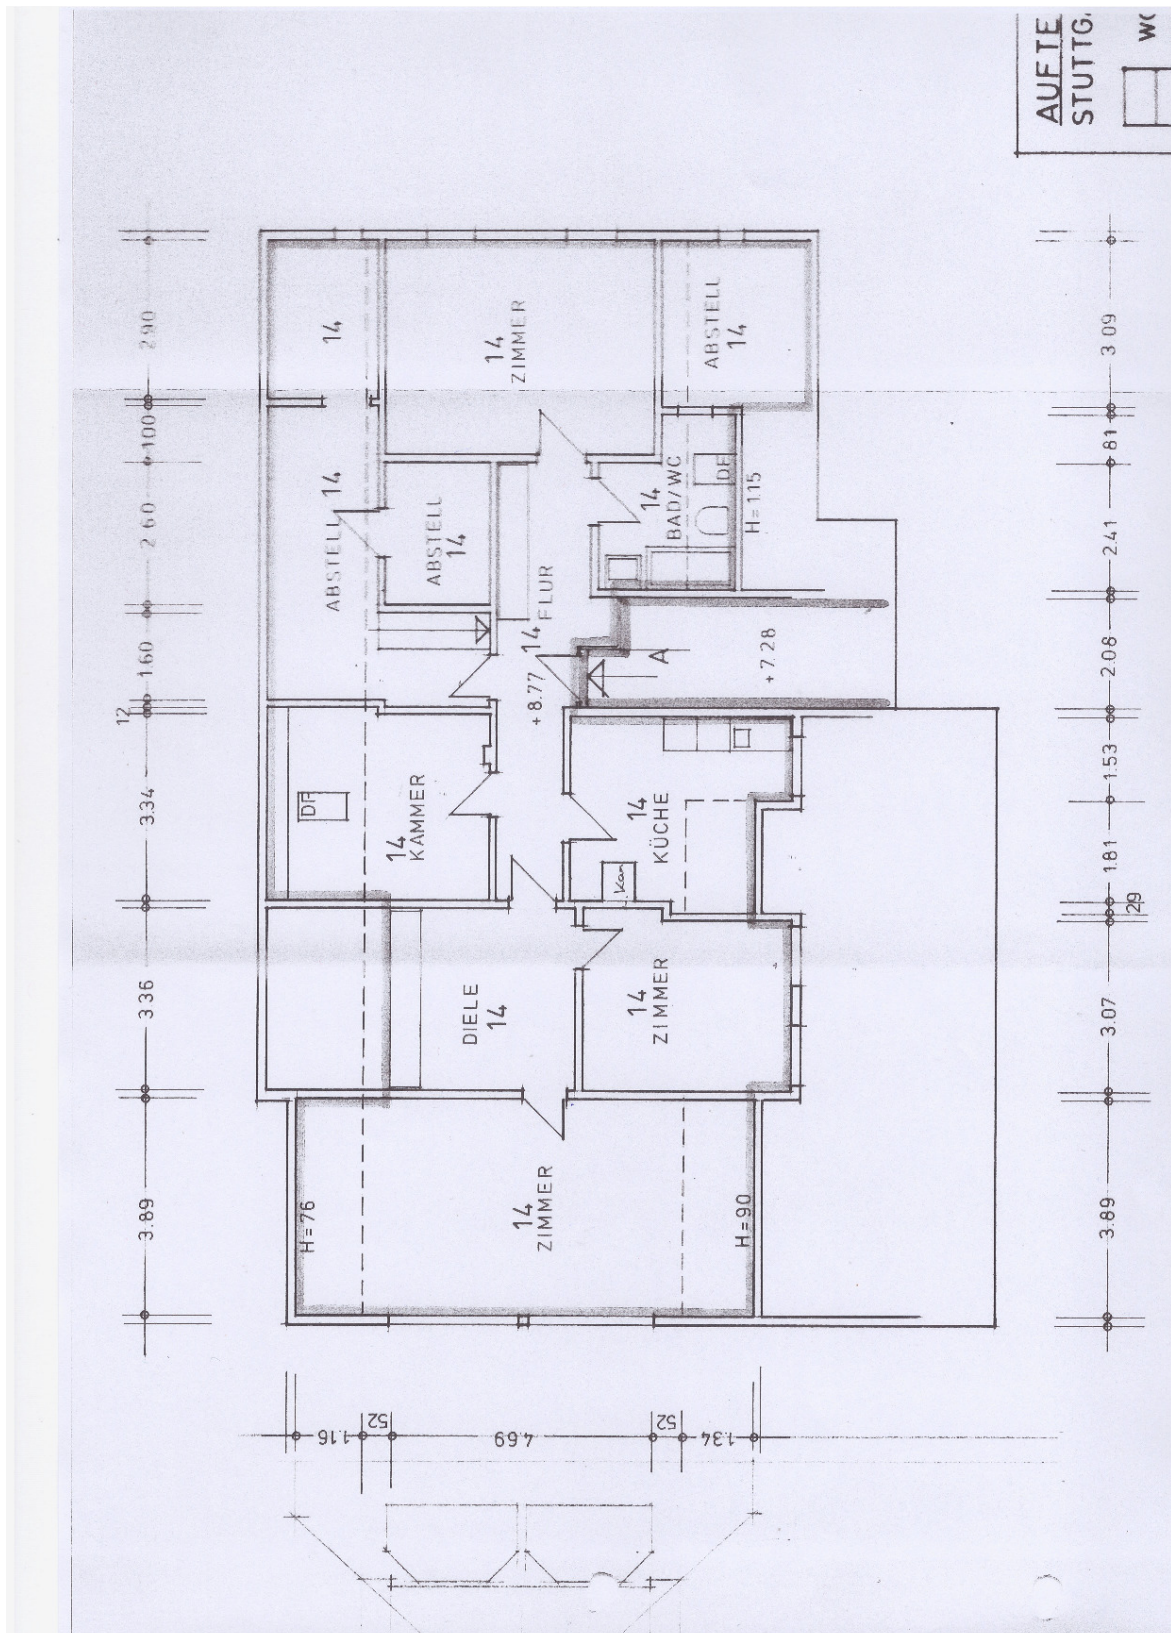 AUFTE
STUTTG.
WO
2.90
1.00
2.60
1.60
12
3.34
3.36
3.89
3.09
81
2.41
2.08
1.53
1.81
29
3.07
3.89
14
14
ZIMMER
ABSTELL
14
ABSTELL
14
ABSTELL
14
14
BAD/WC
DF
H=1.15
14
FLUR
+8.77
A
+7.28
DF
14
KAMMER
14
KÜCHE
Kam
DIELE
14
14
ZIMMER
H=76
14
ZIMMER
H=90
1.16
52
4.69
52
1.34